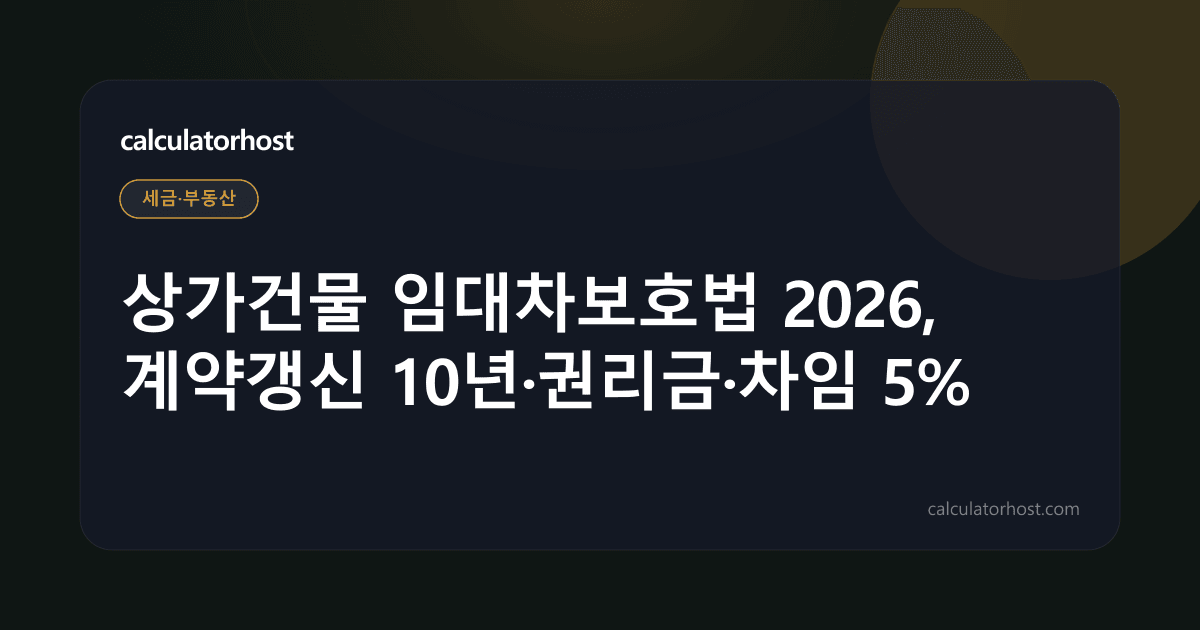 calculatorhost
세금·부동산
상가건물 임대차보호법 2026,
계약갱신 10년·권리금·차임 5%
calculatorhost.com